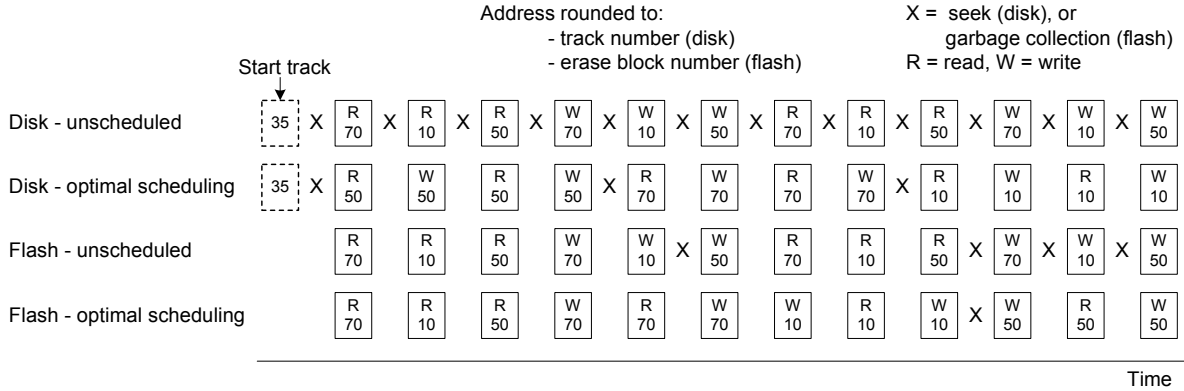 Address rounded to:
- track number (disk)
- erase block number (flash)
X = seek (disk), or
garbage collection (flash)
R = read, W = write
Start track
Disk - unscheduled 35 X R 70 X R 10 X R 50 X W 70 X W 10 X W 50 X R 70 X R 10 X R 50 X W 70 X W 10 X W 50
Disk - optimal scheduling 35 X R 50 W 50 R 50 W 50 X R 70 W 70 R 70 W 70 X R 10 W 10 R 10 W 10
Flash - unscheduled R 70 R 10 R 50 W 70 W 10 X W 50 R 70 R 10 R 50 X W 70 X W 10 X W 50
Flash - optimal scheduling R 70 R 10 R 50 W 70 R 70 W 70 W 10 R 10 W 10 X W 50 R 50 W 50
Time